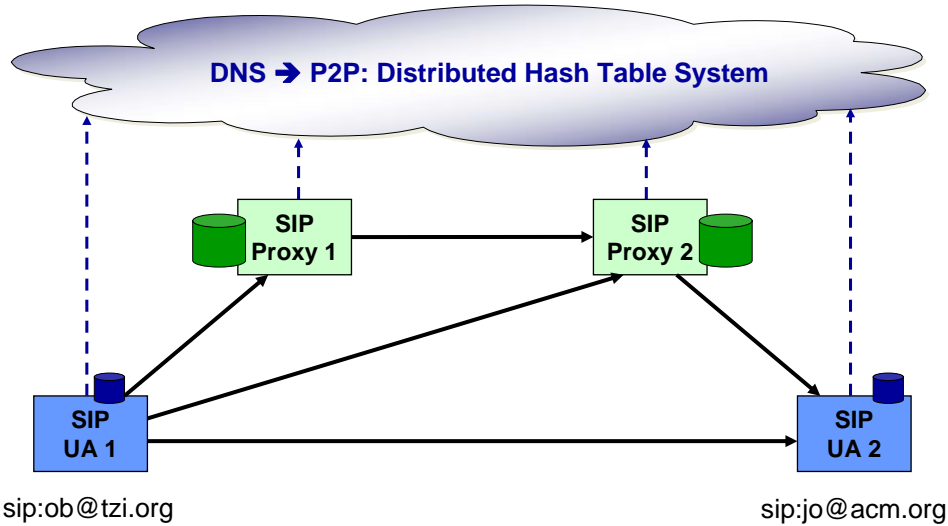 DNS ➔ P2P: Distributed Hash Table System
SIP
Proxy 1
SIP
Proxy 2
SIP
UA 1
SIP
UA 2
sip:ob@tzi.org
sip:jo@acm.org